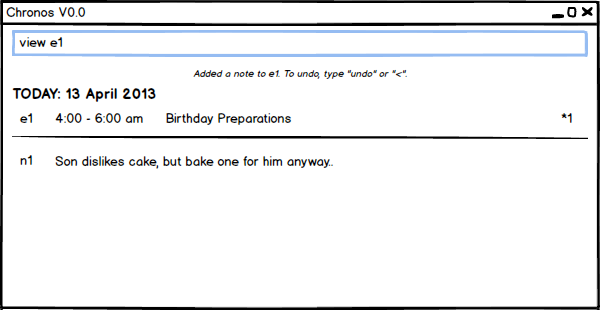 Chronos V0.0
view e1
Added a note to e1. To undo, type "undo" or "<".
TODAY: 13 April 2013
e1 4:00 - 6:00 am Birthday Preparations *1
n1 Son dislikes cake, but bake one for him anyway..